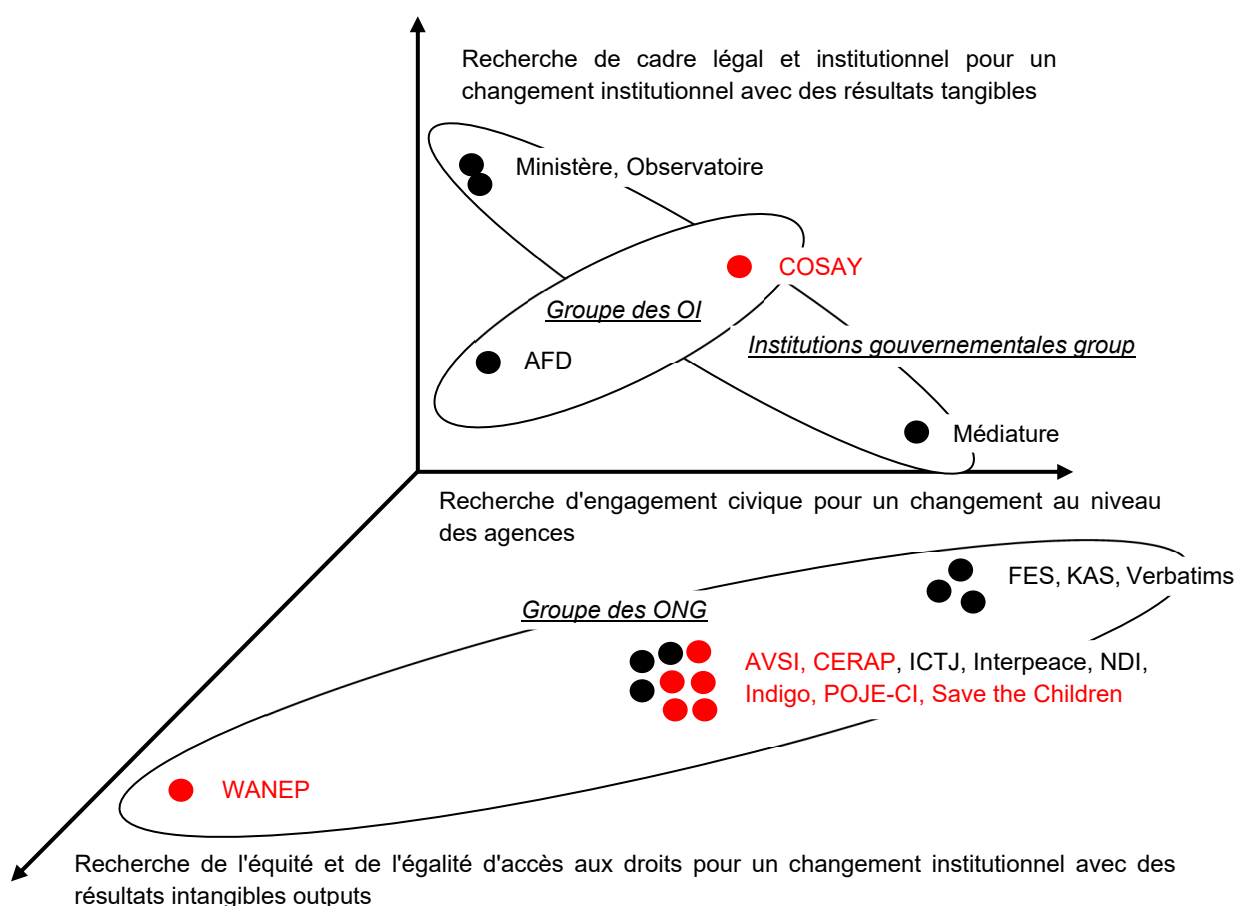 Recherche de cadre légal et institutionnel pour un
changement institutionnel avec des résultats tangibles
Ministère, Observatoire
COSAY
Groupe des OI
Institutions gouvernementales group
AFD
Médiature
Recherche d'engagement civique pour un changement au niveau
des agences
FES, KAS, Verbatims
Groupe des ONG
AVSI, CERAP, ICTJ, Interpeace, NDI,
Indigo, POJE-CI, Save the Children
WANEP
Recherche de l'équité et de l'égalité d'accès aux droits pour un changement institutionnel avec des
résultats intangibles outputs